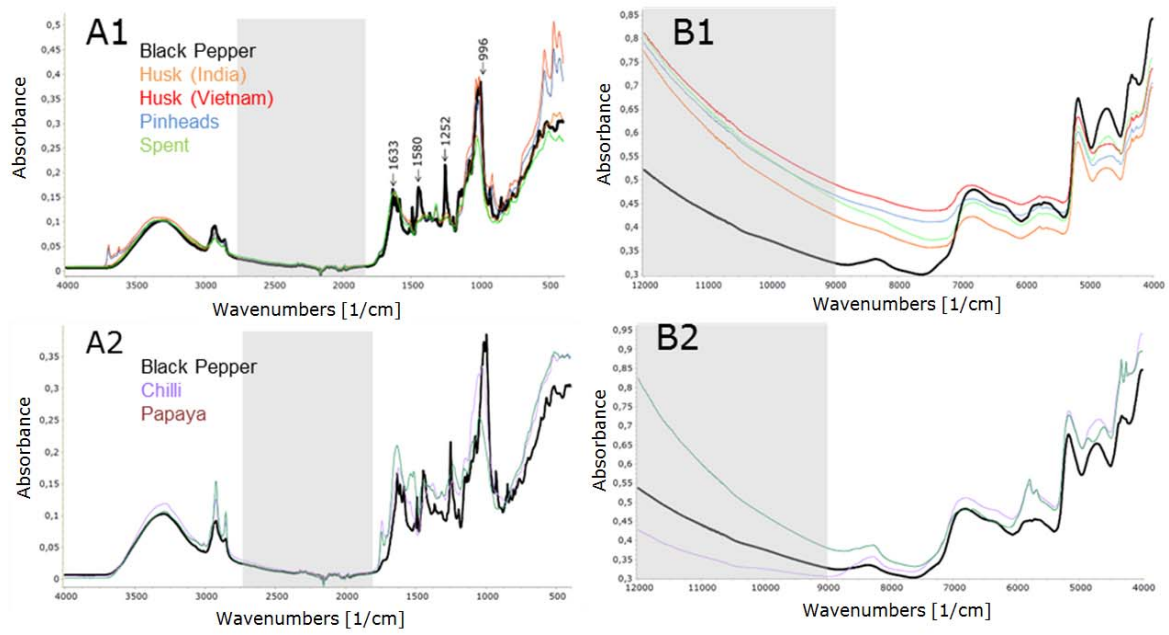 A1
Black Pepper
Husk (India)
Husk (Vietnam)
Pinheads
Spent
Absorbance
0,5
0,45
0,4
0,35
0,3
0,25
0,2
0,15
0,1
0,05
0
1633
1580
1252
996
4000 3500 3000 2500 2000 1500 1000 500
Wavenumbers [1/cm]
B1
Absorbance
0,85
0,8
0,75
0,7
0,65
0,6
0,55
0,5
0,45
0,4
0,35
0,3
12000 11000 10000 9000 8000 7000 6000 5000 4000
Wavenumbers [1/cm]
A2
Black Pepper
Chilli
Papaya
Absorbance
0,35
0,3
0,25
0,2
0,15
0,1
0,05
0
4000 3500 3000 2500 2000 1500 1000 500
Wavenumbers [1/cm]
B2
Absorbance
0,95
0,9
0,85
0,8
0,75
0,7
0,65
0,6
0,55
0,5
0,45
0,4
0,35
0,3
12000 11000 10000 9000 8000 7000 6000 5000 4000
Wavenumbers [1/cm]